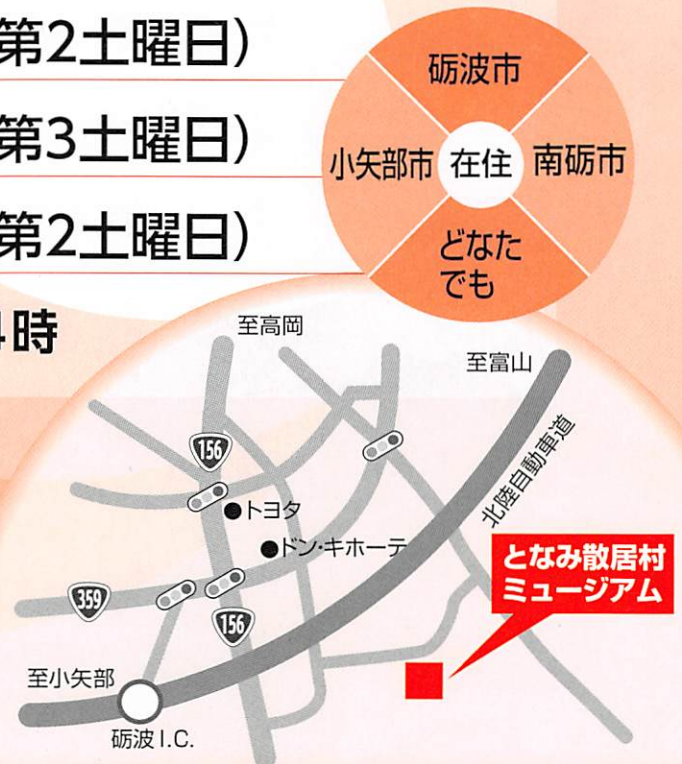 第2土曜日)
第3土曜日)
第2土曜日)
4時
砺波市
小矢部市
在住
南砺市
どなた
でも
至高岡
至富山
156
北陸自動車道
トヨタ
ドン・キホーテ
となみ散居村
ミュージアム
359
156
至小矢部
砺波I.C.